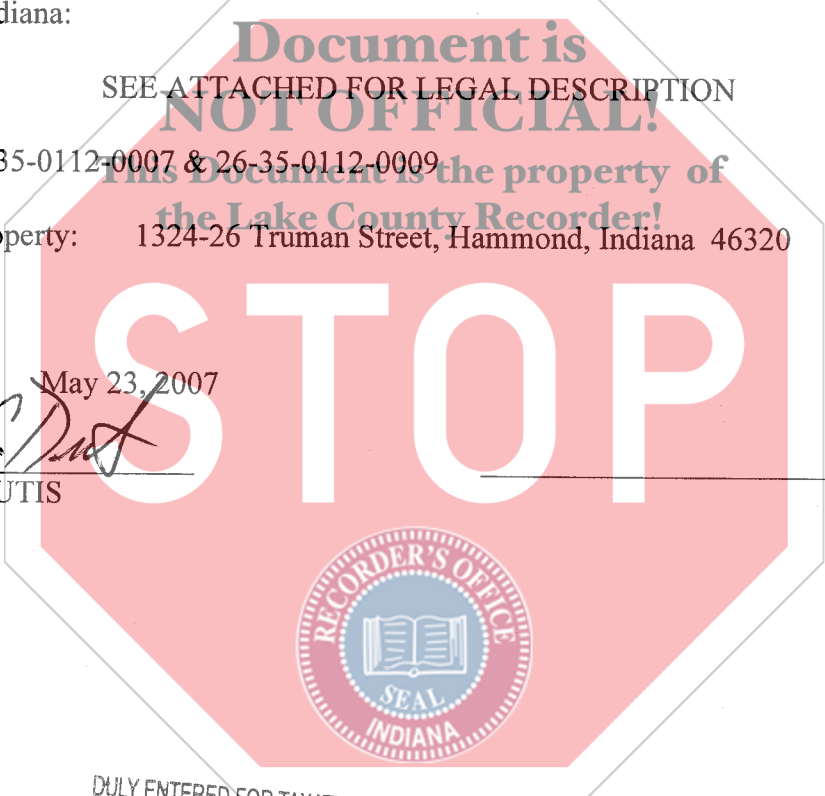 diana:
Document is
SEE ATTACHED FOR LEGAL DESCRIPTION
NOT OFFICIAL!
35-0112-0007 & 26-35-0112-0009
This Document is the property of
the Lake County Recorder!
operty: 1324-26 Truman Street, Hammond, Indiana 46320
STOP
May 23, 2007
UTIS
RECORDER'S OFFICE
SEAL
INDIANA
DULY ENTERED FOR